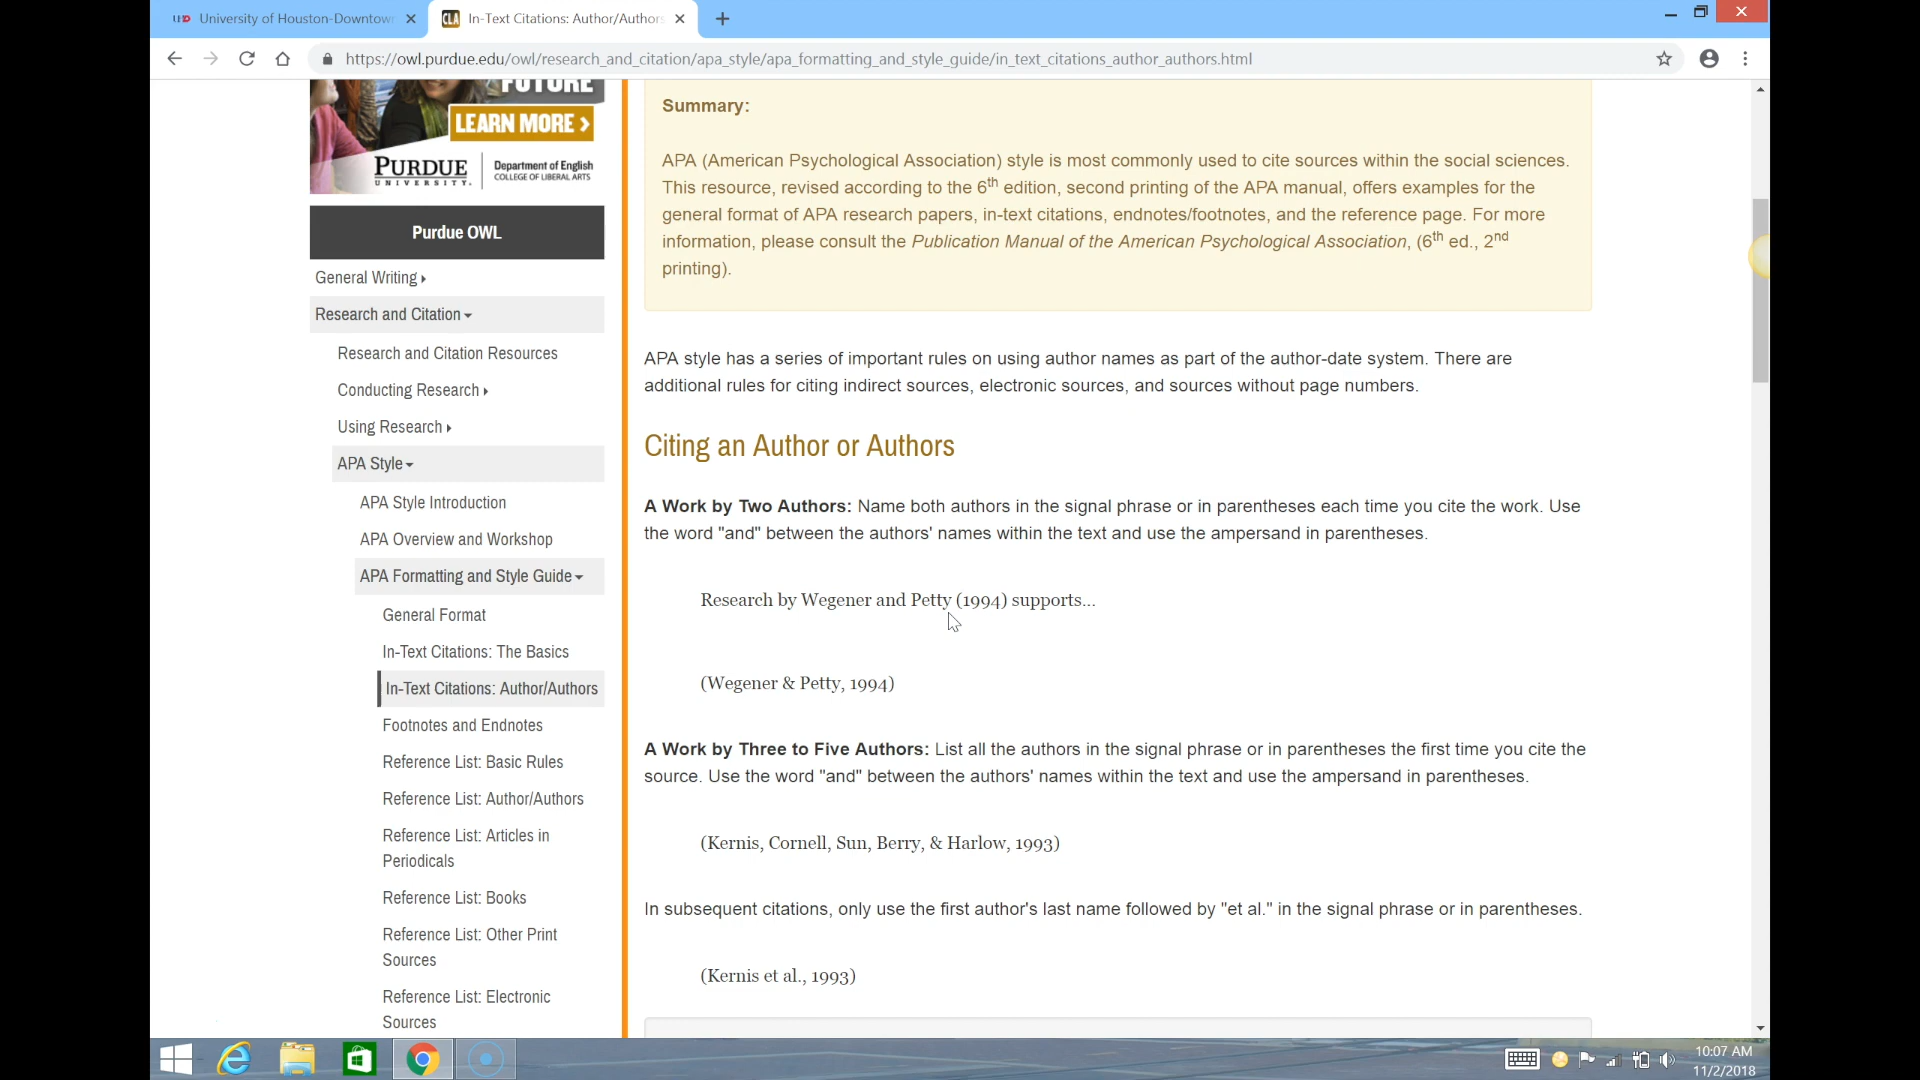 University of Houston-Downtown
In-Text Citations: Author/Authors
https://owl.purdue.edu/owl/research_and_citation/apa_style/apa_formatting_and_style_guide/in_text_citations_author_authors.html
FUTURE
LEARN MORE >
PURDUE
UNIVERSITY.
Department of English
COLLEGE OF LIBERAL ARTS
Purdue OWL
General Writing
Research and Citation
Research and Citation Resources
Conducting Research
Using Research
APA Style
APA Style Introduction
APA Overview and Workshop
APA Formatting and Style Guide
General Format
In-Text Citations: The Basics
In-Text Citations: Author/Authors
Footnotes and Endnotes
Reference List: Basic Rules
Reference List: Author/Authors
Reference List: Articles in
Periodicals
Reference List: Books
Reference List: Other Print
Sources
Reference List: Electronic
Sources
Summary:
APA (American Psychological Association) style is most commonly used to cite sources within the social sciences.
This resource, revised according to the 6th edition, second printing of the APA manual, offers examples for the
general format of APA research papers, in-text citations, endnotes/footnotes, and the reference page. For more
information, please consult the Publication Manual of the American Psychological Association, (6th ed., 2nd
printing).
APA style has a series of important rules on using author names as part of the author-date system. There are
additional rules for citing indirect sources, electronic sources, and sources without page numbers.
Citing an Author or Authors
A Work by Two Authors: Name both authors in the signal phrase or in parentheses each time you cite the work. Use
the word "and" between the authors' names within the text and use the ampersand in parentheses.
Research by Wegener and Petty (1994) supports...
(Wegener & Petty, 1994)
A Work by Three to Five Authors: List all the authors in the signal phrase or in parentheses the first time you cite the
source. Use the word "and" between the authors' names within the text and use the ampersand in parentheses.
(Kernis, Cornell, Sun, Berry, & Harlow, 1993)
In subsequent citations, only use the first author's last name followed by "et al." in the signal phrase or in parentheses.
(Kernis et al., 1993)
10:07 AM
11/2/2018